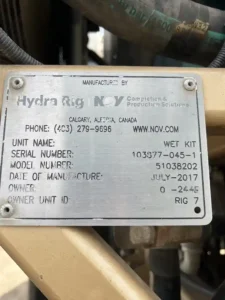 MANUFACTURED BY
Hydra Rig NOV Completion & Production Solutions
CALGARY, ALBERTA, CANADA
PHONE: (403) 279-9696 WWW.NOV.COM
UNIT NAME: WET KIT
SERIAL NUMBER: 103877-045-1
MODEL NUMBER: 51038202
DATE OF MANUFACTURE: JULY-2017
OWNER: 0 -2446
OWNER UNIT ID: RIG 7